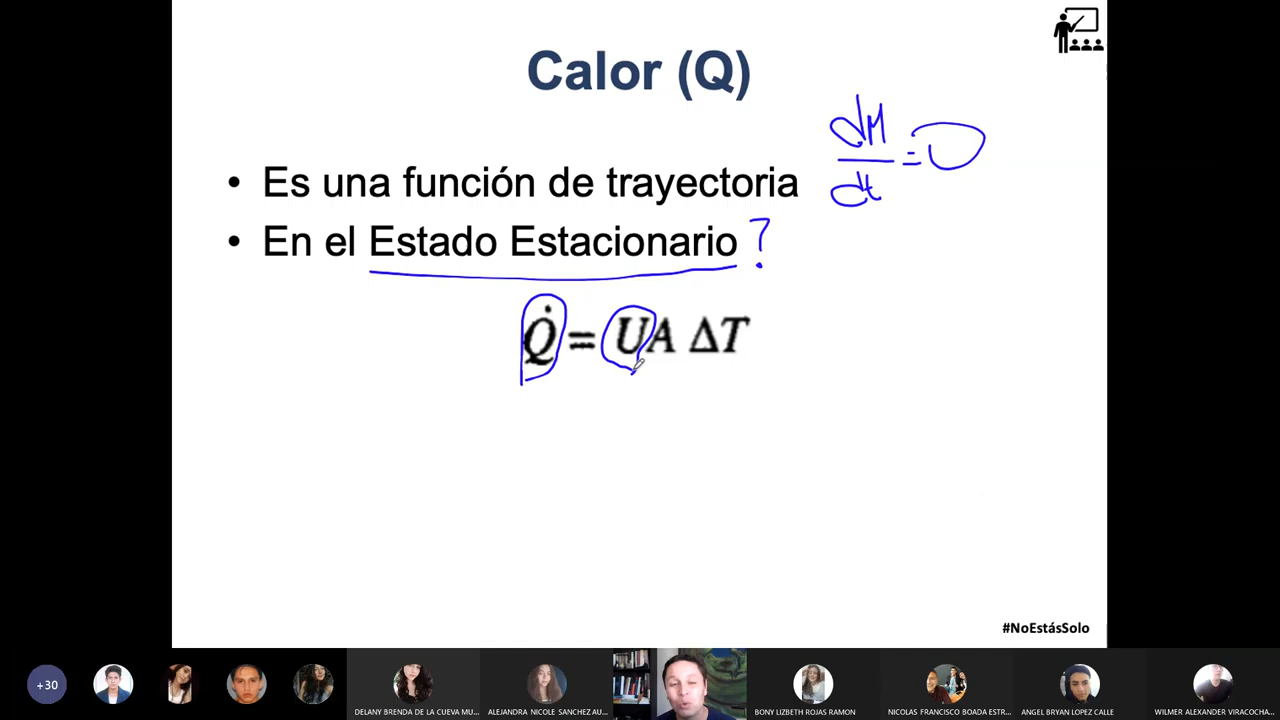 Calor (Q)
• Es una función de trayectoria
dM
dt
=0
• En el Estado Estacionario ?
Q̇ = UA ΔT
#NoEstásSolo
+30
DELANY BRENDA DE LA CUEVA MU...
ALEJANDRA NICOLE SANCHEZ AU...
BONY LIZBETH ROJAS RAMON
NICOLAS FRANCISCO BOADA ESTR...
ANGEL BRYAN LOPEZ CALLE
WILMER ALEXANDER VIRACOCHA...